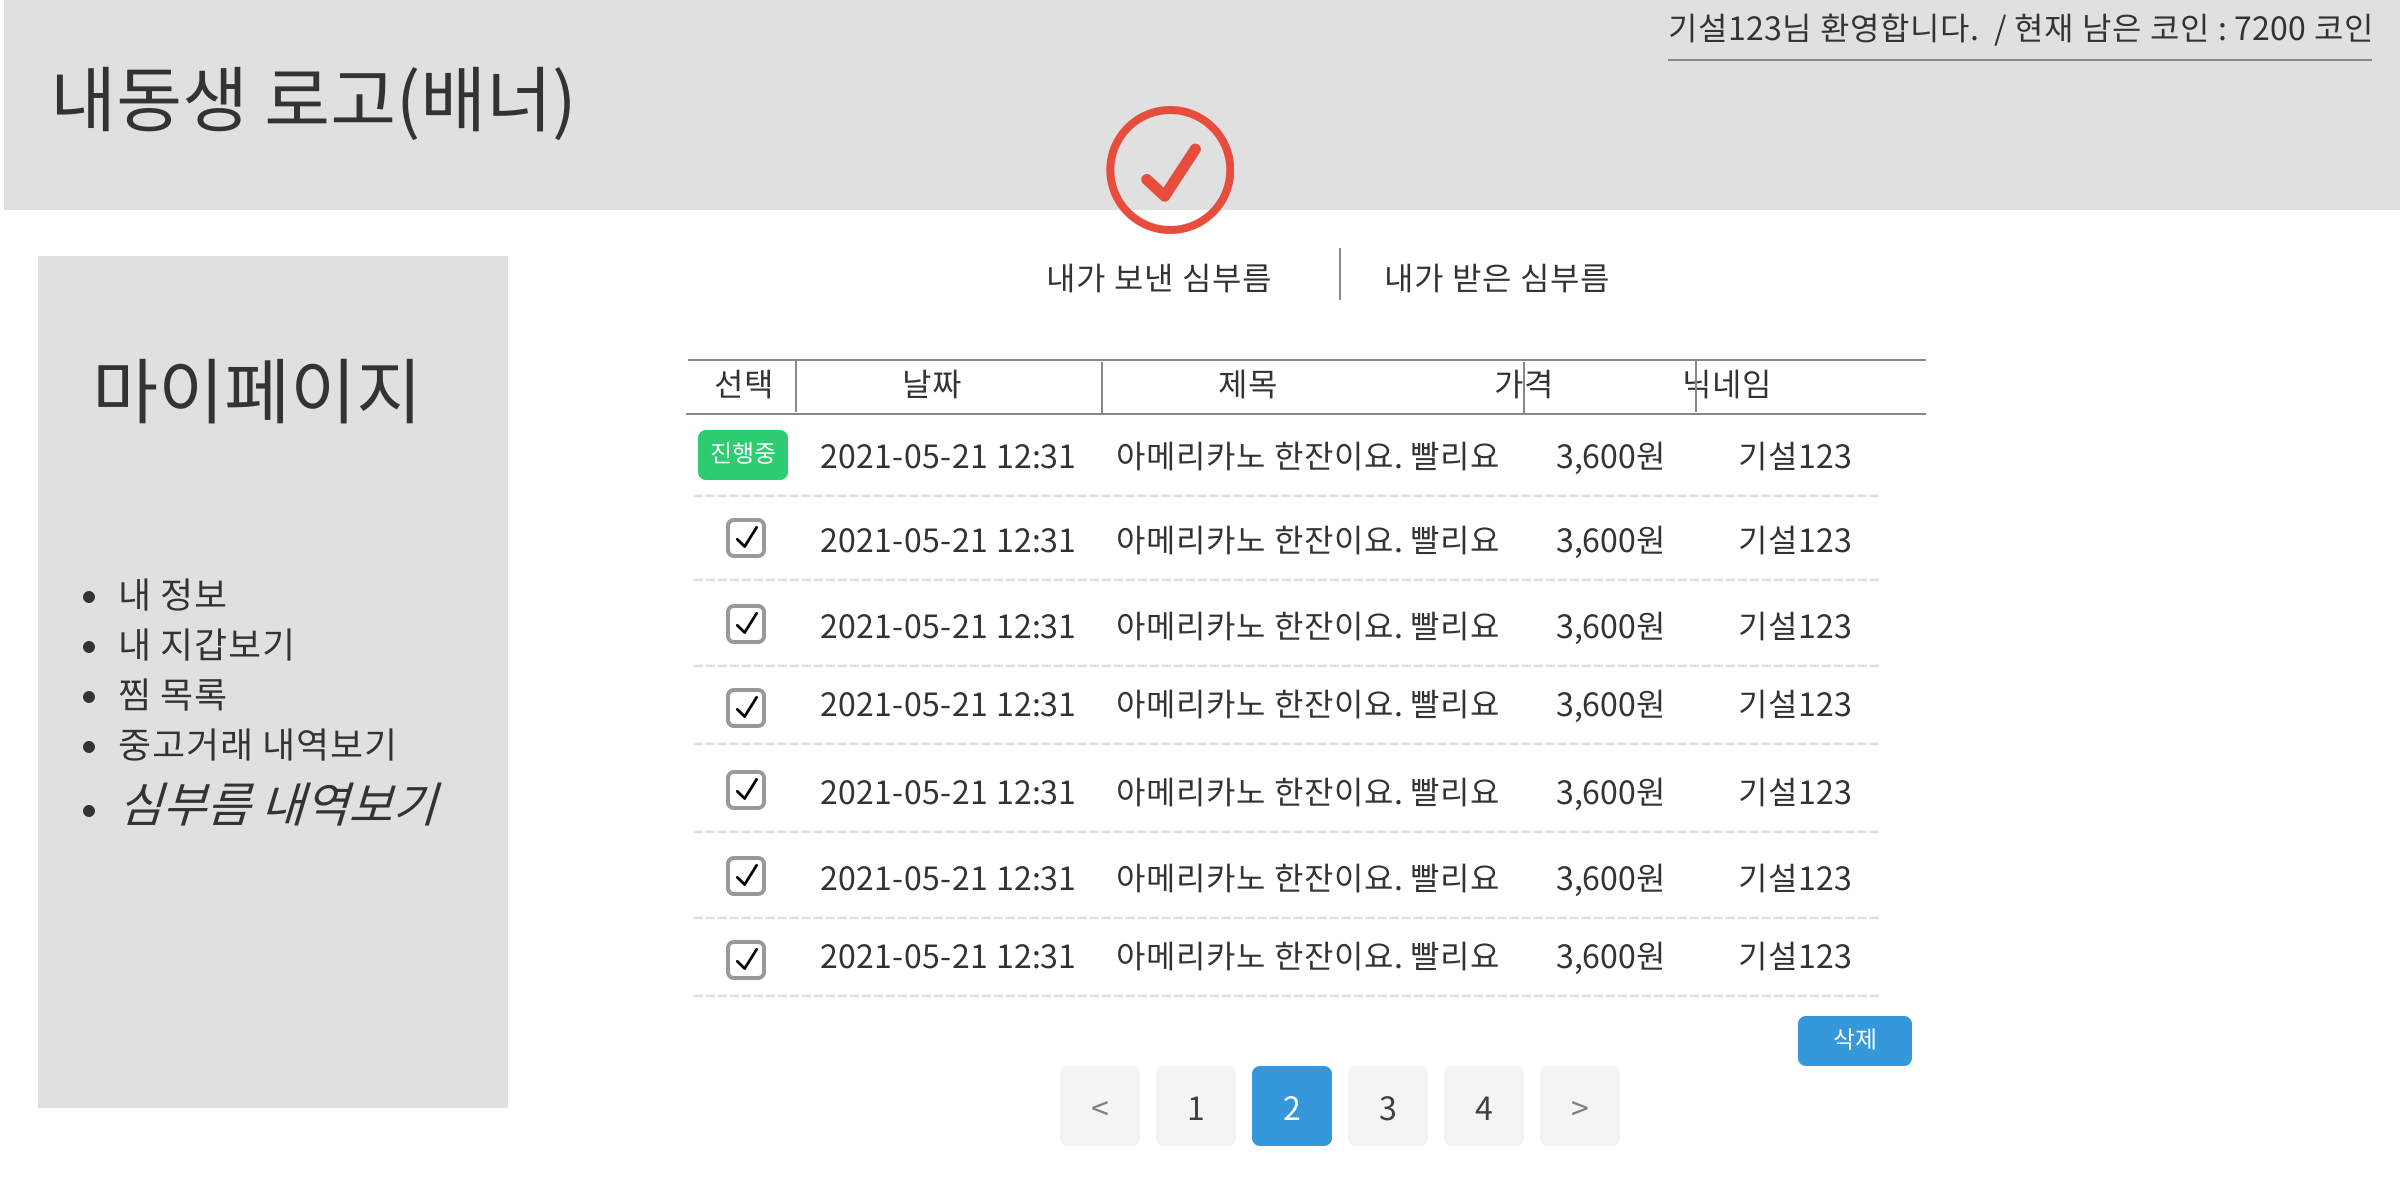 기설123님 환영합니다. / 현재 남은 코인 : 7200 코인
내동생 로고(배너)
내가 보낸 심부름 내가 받은 심부름
마이페이지
내 정보
내 지갑보기
찜 목록
중고거래 내역보기
심부름 내역보기
선택 날짜 제목 가격 닉네임
진행중 2021-05-21 12:31 아메리카노 한잔이요. 빨리요 3,600원 기설123
2021-05-21 12:31 아메리카노 한잔이요. 빨리요 3,600원 기설123
2021-05-21 12:31 아메리카노 한잔이요. 빨리요 3,600원 기설123
2021-05-21 12:31 아메리카노 한잔이요. 빨리요 3,600원 기설123
2021-05-21 12:31 아메리카노 한잔이요. 빨리요 3,600원 기설123
2021-05-21 12:31 아메리카노 한잔이요. 빨리요 3,600원 기설123
2021-05-21 12:31 아메리카노 한잔이요. 빨리요 3,600원 기설123
삭제
< 1 2 3 4 >